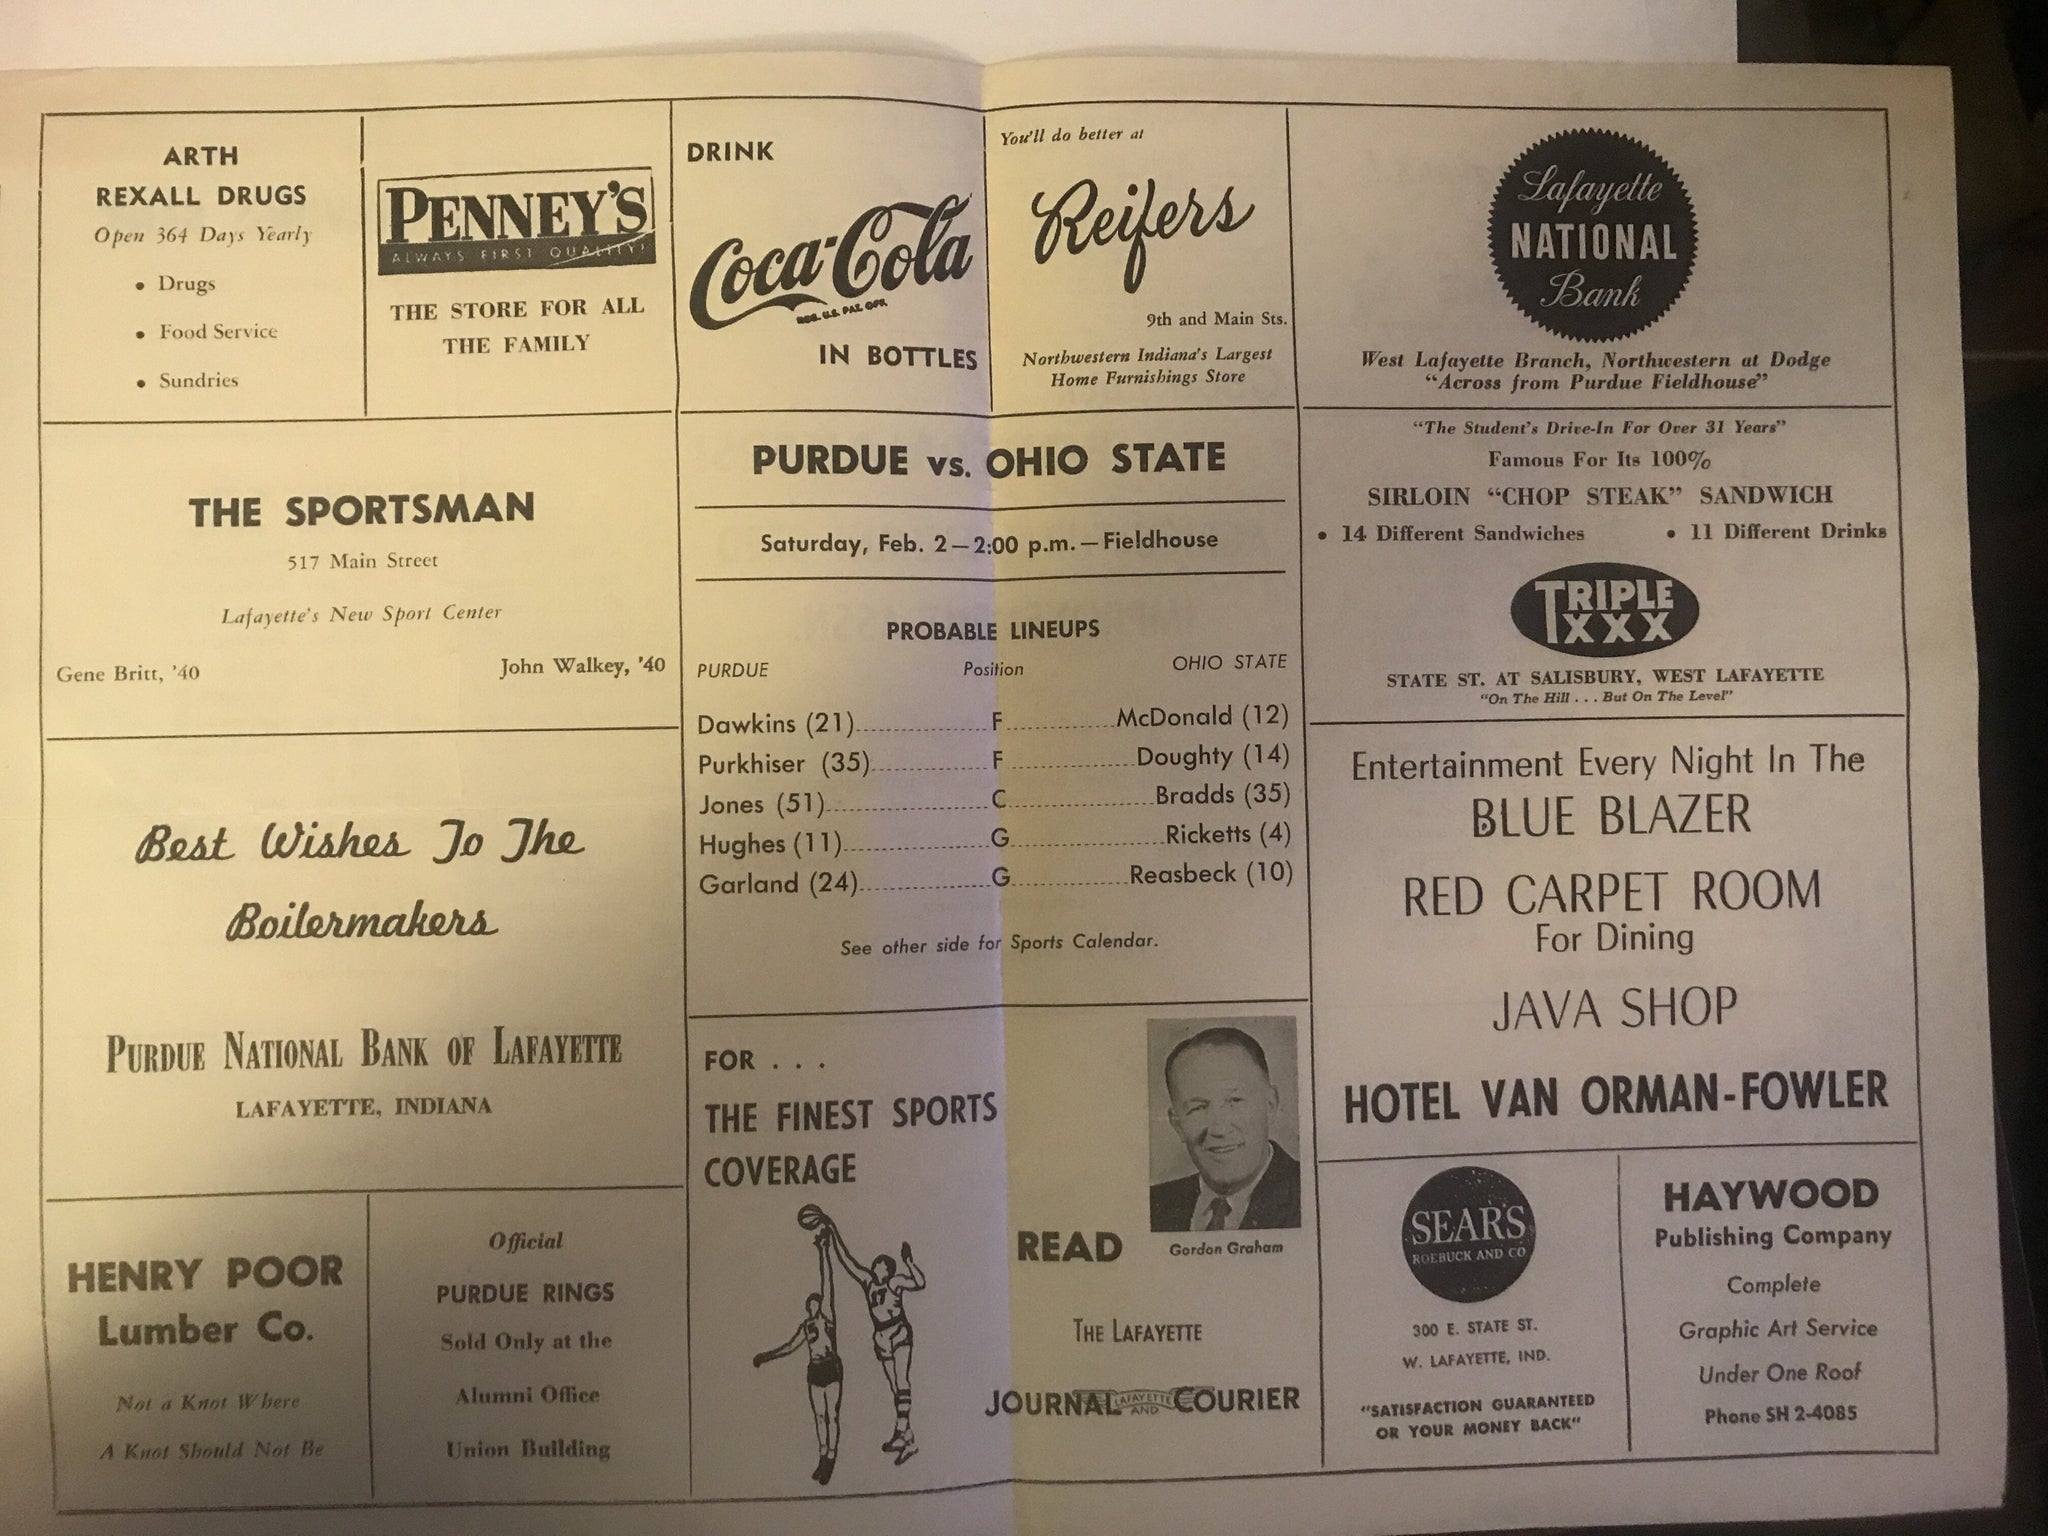 ARTH
REXALL DRUGS
Open 364 Days Yearly
• Drugs
• Food Service
• Sundries
PENNEY'S
ALWAYS FIRST QUALITY!
THE STORE FOR ALL
THE FAMILY
DRINK
Coca-Cola
REG. U.S. PAT. OFF.
IN BOTTLES
You'll do better at
Reifers
9th and Main Sts.
Northwestern Indiana's Largest
Home Furnishings Store
Lafayette
NATIONAL
Bank
West Lafayette Branch, Northwestern at Dodge
"Across from Purdue Fieldhouse"
THE SPORTSMAN
517 Main Street
Lafayette's New Sport Center
Gene Britt, '40 John Walkey, '40
PURDUE vs. OHIO STATE
Saturday, Feb. 2—2:00 p.m.—Fieldhouse
PROBABLE LINEUPS
PURDUE Position OHIO STATE
Dawkins (21) F McDonald (12)
Purkhiser (35) F Doughty (14)
Jones (51) C Bradds (35)
Hughes (11) G Ricketts (4)
Garland (24) G Reasbeck (10)
See other side for Sports Calendar.
"The Student's Drive-In For Over 31 Years"
Famous For Its 100%
SIRLOIN "CHOP STEAK" SANDWICH
• 14 Different Sandwiches • 11 Different Drinks
TRIPLE
XXX
STATE ST. AT SALISBURY, WEST LAFAYETTE
"On The Hill . . . But On The Level"
Best Wishes To The
Boilermakers
PURDUE NATIONAL BANK OF LAFAYETTE
LAFAYETTE, INDIANA
Entertainment Every Night In The
BLUE BLAZER
RED CARPET ROOM
For Dining
JAVA SHOP
HOTEL VAN ORMAN-FOWLER
HENRY POOR
Lumber Co.
Not a Knot Where
A Knot Should Not Be
Official
PURDUE RINGS
Sold Only at the
Alumni Office
Union Building
FOR . . .
THE FINEST SPORTS
COVERAGE
READ
Gordon Graham
THE LAFAYETTE
JOURNAL LAFAYETTE AND COURIER
SEARS
ROEBUCK AND CO
300 E. STATE ST.
W. LAFAYETTE, IND.
"SATISFACTION GUARANTEED
OR YOUR MONEY BACK"
HAYWOOD
Publishing Company
Complete
Graphic Art Service
Under One Roof
Phone SH 2-4085